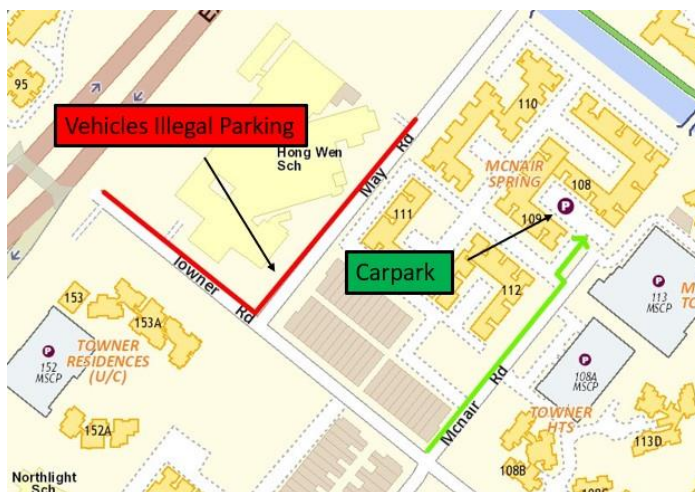 95
Vehicles Illegal Parking
Hong Wen
Sch
May Rd
110
MCNAIR
SPRING
108
P
109
111
Carpark
112
P
113
MSCP
Towner Rd
153
153A
TOWNER
RESIDENCES
(U/C)
P
152
MSCP
152A
Mcnair Rd
P
108A
MSCP
TOWNER
HTS
113D
108B
Northlight
Sch